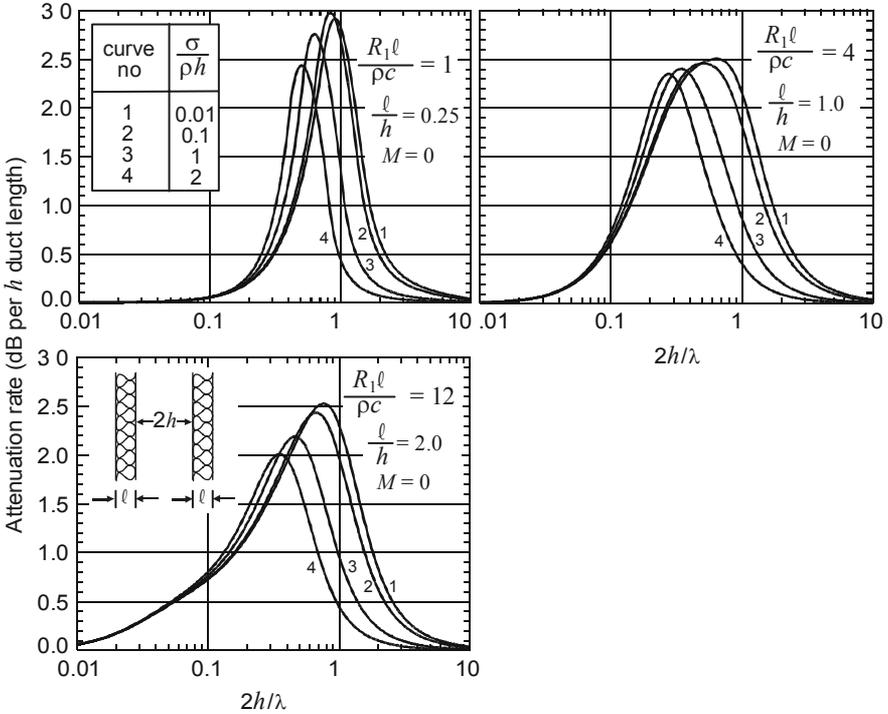 Attenuation rate (dB per h duct length)
3 0
2.5
2.0
1.5
1.0
0.5
0.0
0.01
0.1
1
10
curve no
σ/ρh
1 0.01
2 0.1
3 1
4 2
R₁ℓ/ρc = 1
ℓ/h = 0.25
M = 0
4
2
1
3
.01
0.1
1
10
2h/λ
R₁ℓ/ρc = 4
ℓ/h = 1.0
M = 0
2
1
4
3
3 0
2.5
2.0
1.5
1.0
0.5
0.0
0.01
0.1
1
10
2h/λ
2h
ℓ
ℓ
R₁ℓ/ρc = 12
ℓ/h = 2.0
M = 0
4
3
2
1